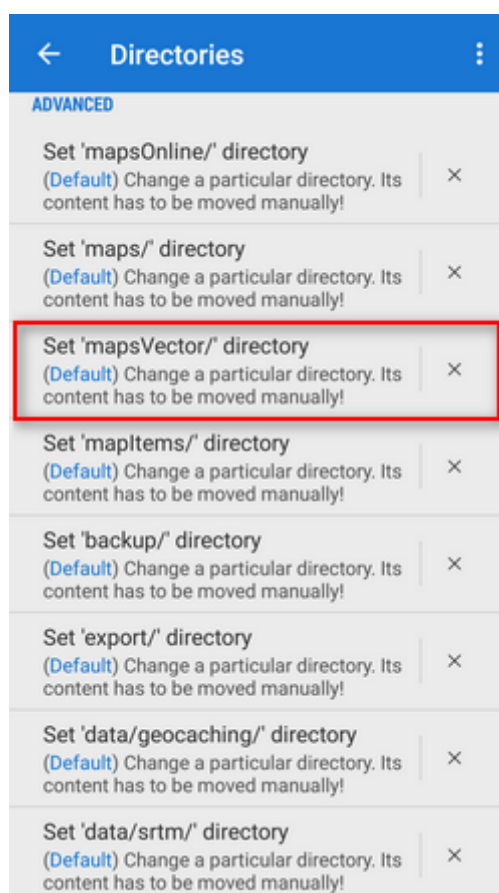 Directories
ADVANCED
Set 'mapsOnline/' directory
(Default) Change a particular directory. Its
content has to be moved manually!
Set 'maps/' directory
(Default) Change a particular directory. Its
content has to be moved manually!
Set 'mapsVector/' directory
(Default) Change a particular directory. Its
content has to be moved manually!
Set 'mapItems/' directory
(Default) Change a particular directory. Its
content has to be moved manually!
Set 'backup/' directory
(Default) Change a particular directory. Its
content has to be moved manually!
Set 'export/' directory
(Default) Change a particular directory. Its
content has to be moved manually!
Set 'data/geocaching/' directory
(Default) Change a particular directory. Its
content has to be moved manually!
Set 'data/srtm/' directory
(Default) Change a particular directory. Its
content has to be moved manually!